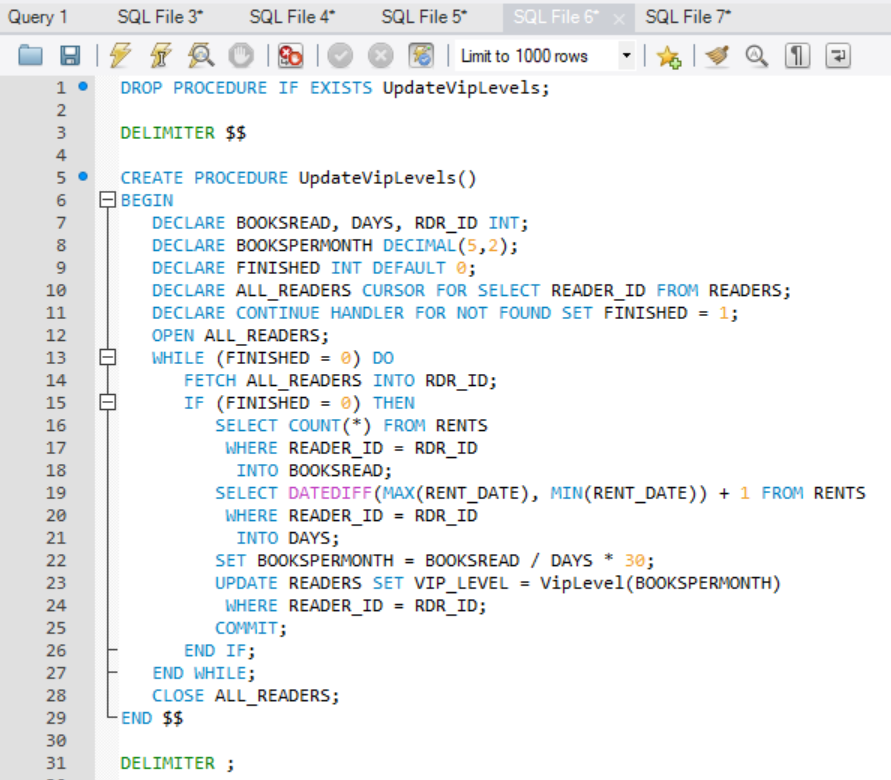 Query 1 SQL File 3* SQL File 4* SQL File 5* SQL File 6* SQL File 7*
Limit to 1000 rows
1 DROP PROCEDURE IF EXISTS UpdateVipLevels;
2
3 DELIMITER $$
4
5 CREATE PROCEDURE UpdateVipLevels()
6 BEGIN
7 DECLARE BOOKSREAD, DAYS, RDR_ID INT;
8 DECLARE BOOKSPERMONTH DECIMAL(5,2);
9 DECLARE FINISHED INT DEFAULT 0;
10 DECLARE ALL_READERS CURSOR FOR SELECT READER_ID FROM READERS;
11 DECLARE CONTINUE HANDLER FOR NOT FOUND SET FINISHED = 1;
12 OPEN ALL_READERS;
13 WHILE (FINISHED = 0) DO
14 FETCH ALL_READERS INTO RDR_ID;
15 IF (FINISHED = 0) THEN
16 SELECT COUNT(*) FROM RENTS
17 WHERE READER_ID = RDR_ID
18 INTO BOOKSREAD;
19 SELECT DATEDIFF(MAX(RENT_DATE), MIN(RENT_DATE)) + 1 FROM RENTS
20 WHERE READER_ID = RDR_ID
21 INTO DAYS;
22 SET BOOKSPERMONTH = BOOKSREAD / DAYS * 30;
23 UPDATE READERS SET VIP_LEVEL = VipLevel(BOOKSPERMONTH)
24 WHERE READER_ID = RDR_ID;
25 COMMIT;
26 END IF;
27 END WHILE;
28 CLOSE ALL_READERS;
29 END $$
30
31 DELIMITER ;